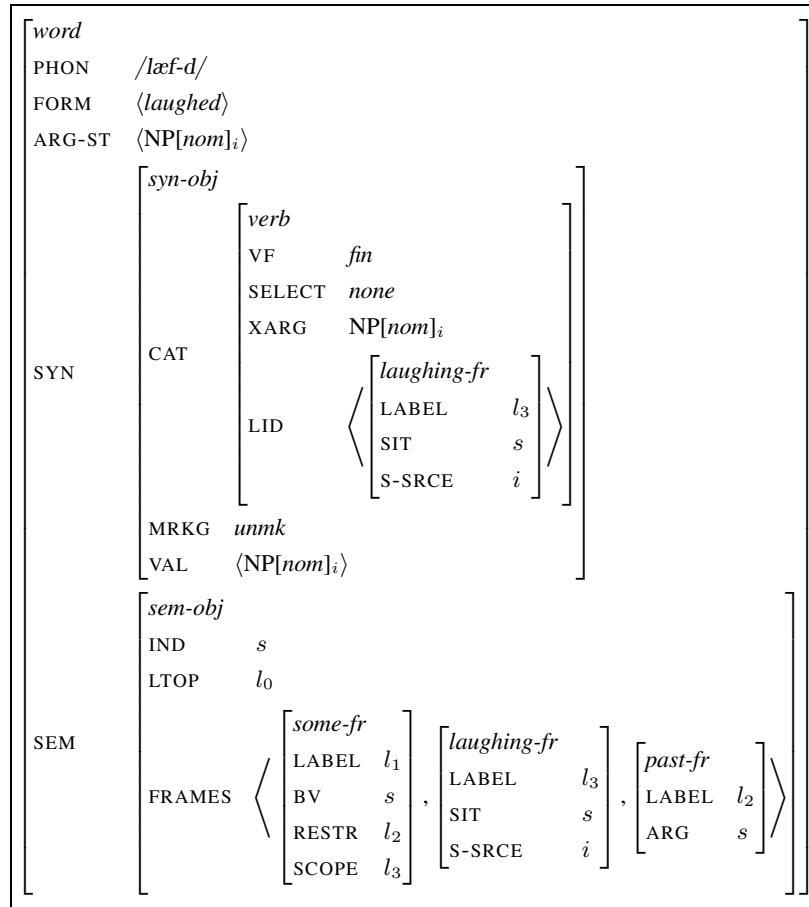 word
PHON /læf-d/
FORM ⟨laughed⟩
ARG-ST ⟨NP[nom]i⟩
SYN
syn-obj
CAT
verb
VF fin
SELECT none
XARG NP[nom]i
LID
laughing-fr
LABEL l3
SIT s
S-SRCE i
MRKG unmk
VAL ⟨NP[nom]i⟩
SEM
sem-obj
IND s
LTOP l0
FRAMES
some-fr
LABEL l1
BV s
RESTR l2
SCOPE l3
,
laughing-fr
LABEL l3
SIT s
S-SRCE i
,
past-fr
LABEL l2
ARG s